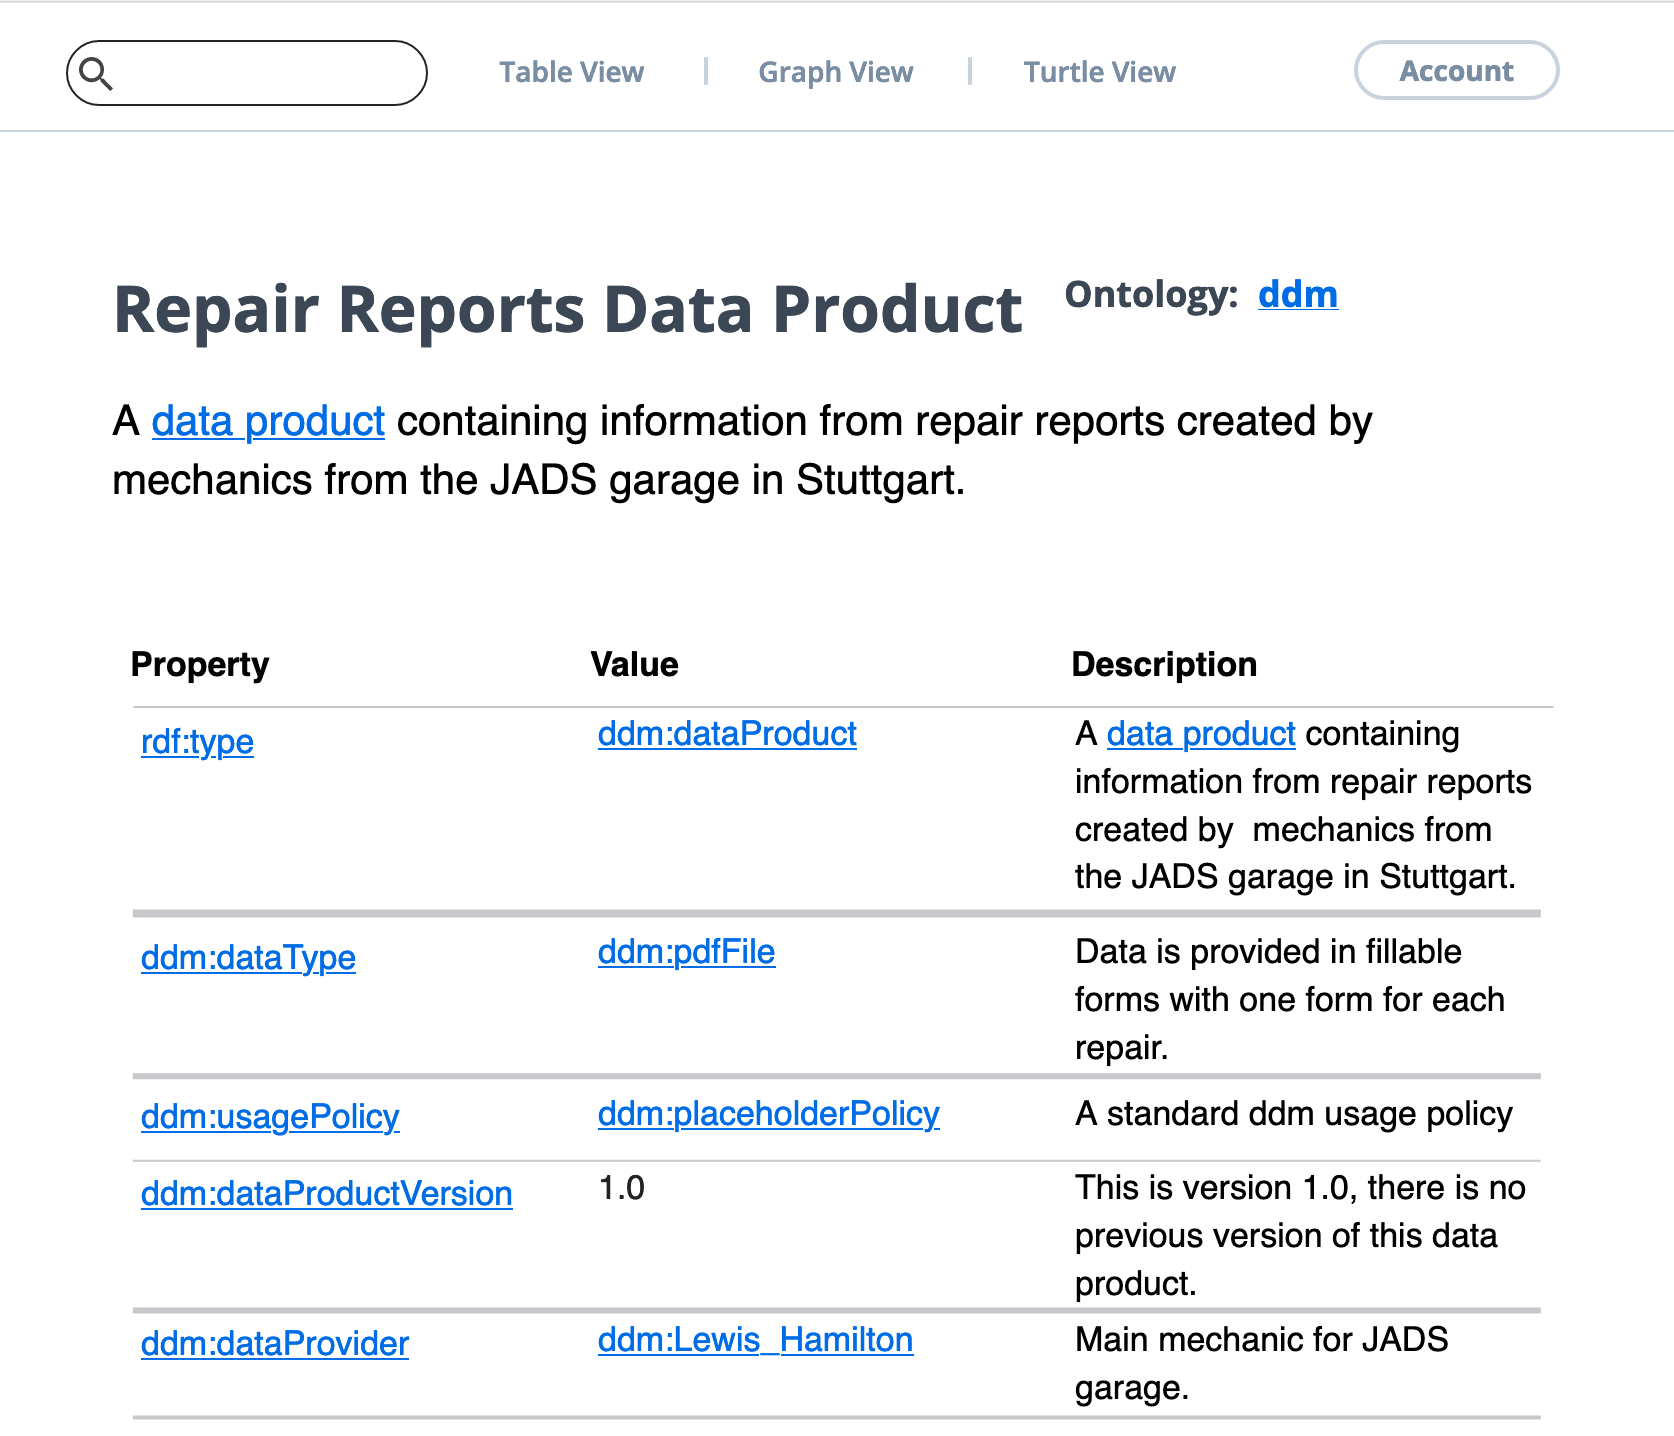 Table View | Graph View | Turtle View Account
Repair Reports Data Product Ontology: ddm
A data product containing information from repair reports created by
mechanics from the JADS garage in Stuttgart.
Property Value Description
rdf:type ddm:dataProduct A data product containing
information from repair reports
created by mechanics from
the JADS garage in Stuttgart.
ddm:dataType ddm:pdfFile Data is provided in fillable
forms with one form for each
repair.
ddm:usagePolicy ddm:placeholderPolicy A standard ddm usage policy
ddm:dataProductVersion 1.0 This is version 1.0, there is no
previous version of this data
product.
ddm:dataProvider ddm:Lewis_Hamilton Main mechanic for JADS
garage.